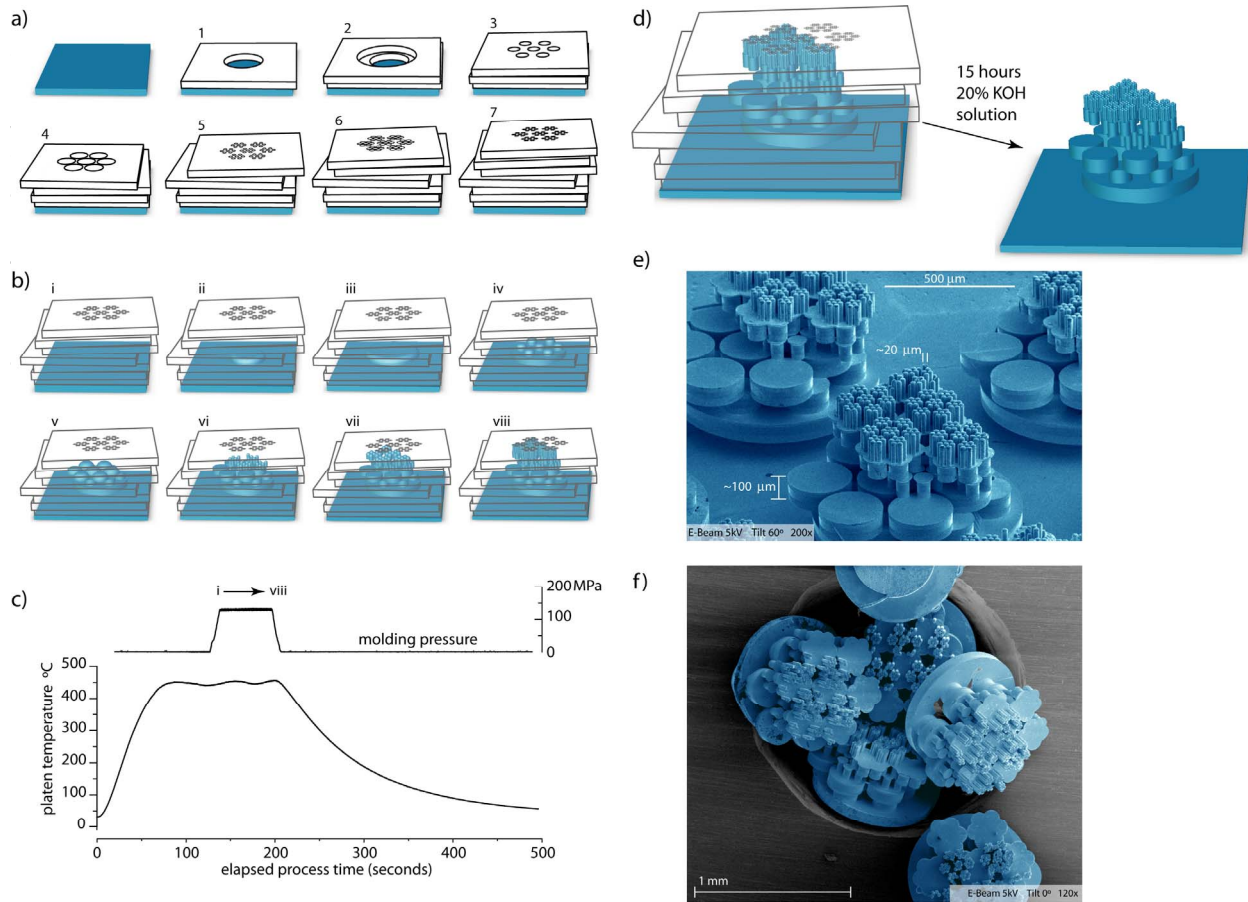 a)
1
2
3
4
5
6
7
b)
i
ii
iii
iv
v
vi
vii
viii
c)
i
viii
200 MPa
100
0
molding pressure
platen temperature ºC
500
400
300
200
100
0
0
100
200
300
400
500
elapsed process time (seconds)
d)
15 hours
20% KOH
solution
e)
500 µm
~20 µm
~100 µm
E-Beam 5kV Tilt 60º 200x
f)
1 mm
E-Beam 5kV Tilt 0º 120x